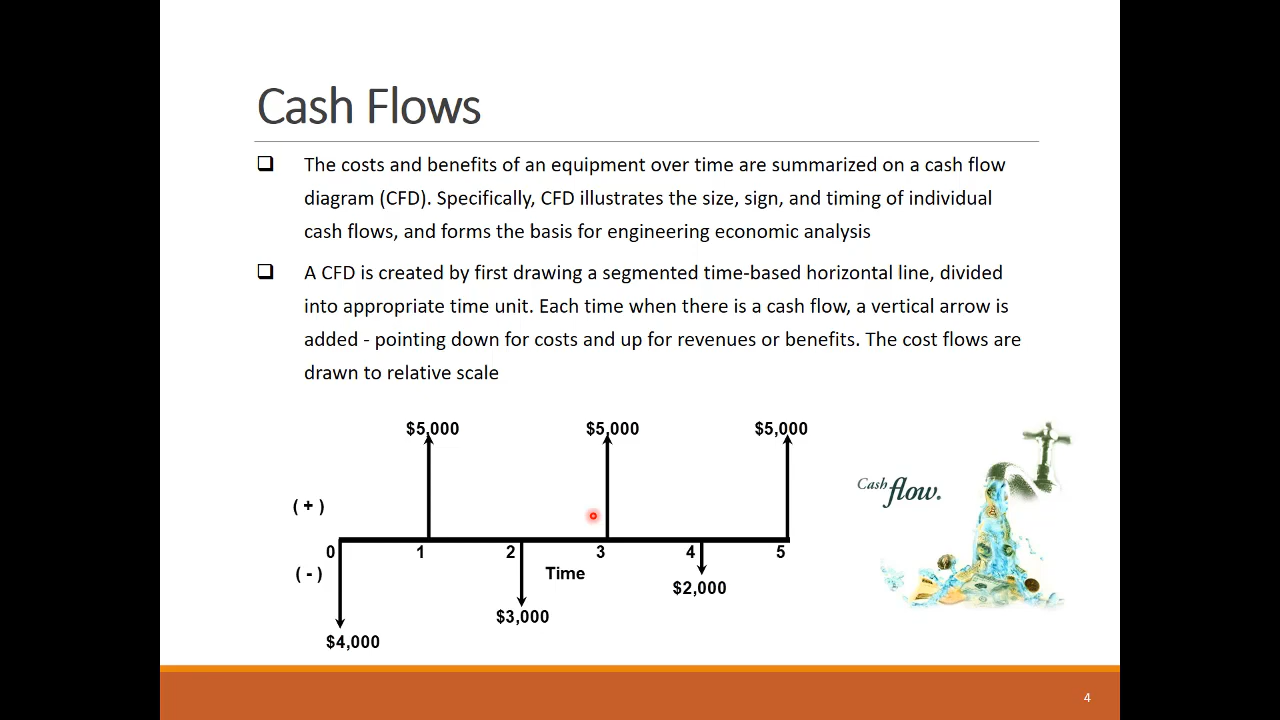 Cash Flows
The costs and benefits of an equipment over time are summarized on a cash flow
diagram (CFD). Specifically, CFD illustrates the size, sign, and timing of individual
cash flows, and forms the basis for engineering economic analysis
A CFD is created by first drawing a segmented time-based horizontal line, divided
into appropriate time unit. Each time when there is a cash flow, a vertical arrow is
added - pointing down for costs and up for revenues or benefits. The cost flows are
drawn to relative scale
$5,000 $5,000 $5,000
Cash flow.
( + )
0 1 2 3 4 5
( - ) Time
$2,000
$3,000
$4,000
4